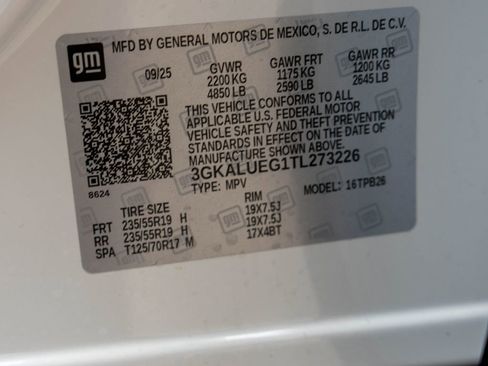 gm
MFD BY GENERAL MOTORS DE MEXICO, S. DE R.L. DE C.V.
09/25 GVWR GAWR FRT GAWR RR
2200 KG 1175 KG 1200 KG
4850 LB 2590 LB 2645 LB
THIS VEHICLE CONFORMS TO ALL
APPLICABLE U.S. FEDERAL MOTOR
VEHICLE SAFETY AND THEFT PREVENTION
STANDARDS IN EFFECT ON THE DATE OF
MANUFACTURE SHOWN ABOVE.
3GKALUEG1TL273226
8624
TYPE: MPV MODEL: 16TPB26
TIRE SIZE RIM
FRT 235/55R19 H 19X7.5J
RR 235/55R19 H 19X7.5J
SPA T125/70R17 M 17X4BT